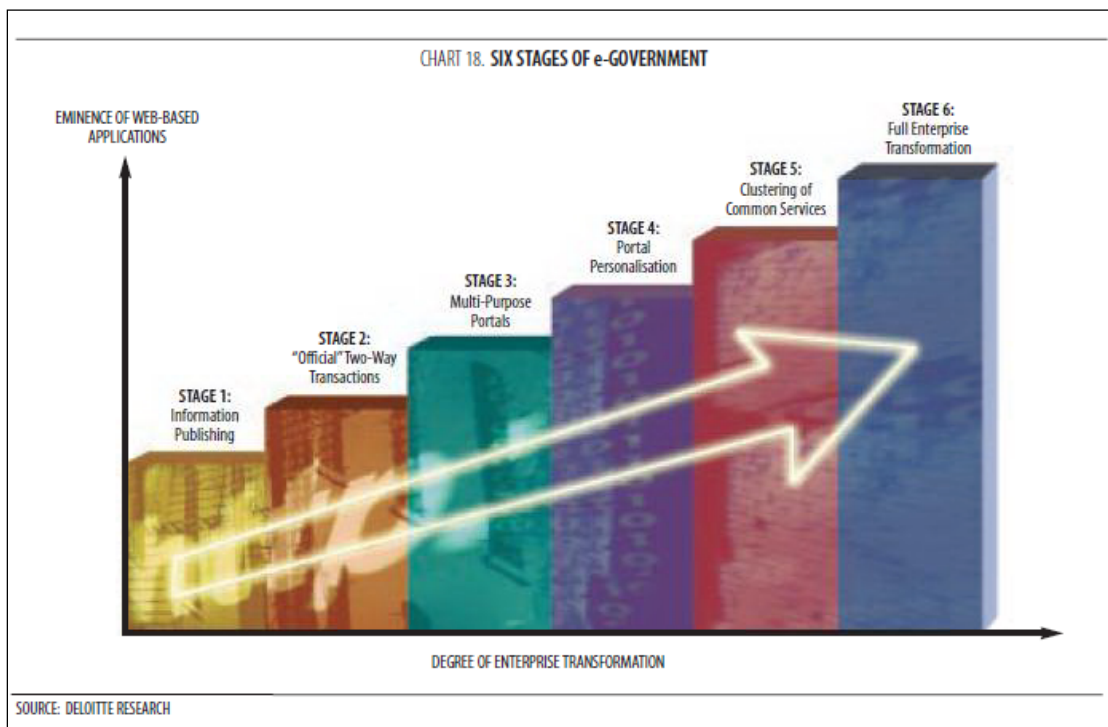 CHART 18. SIX STAGES OF e-GOVERNMENT
EMINENCE OF WEB-BASED
APPLICATIONS
STAGE 1:
Information
Publishing
STAGE 2:
"Official" Two-Way
Transactions
STAGE 3:
Multi-Purpose
Portals
STAGE 4:
Portal
Personalisation
STAGE 5:
Clustering of
Common Services
STAGE 6:
Full Enterprise
Transformation
DEGREE OF ENTERPRISE TRANSFORMATION
SOURCE: DELOITTE RESEARCH